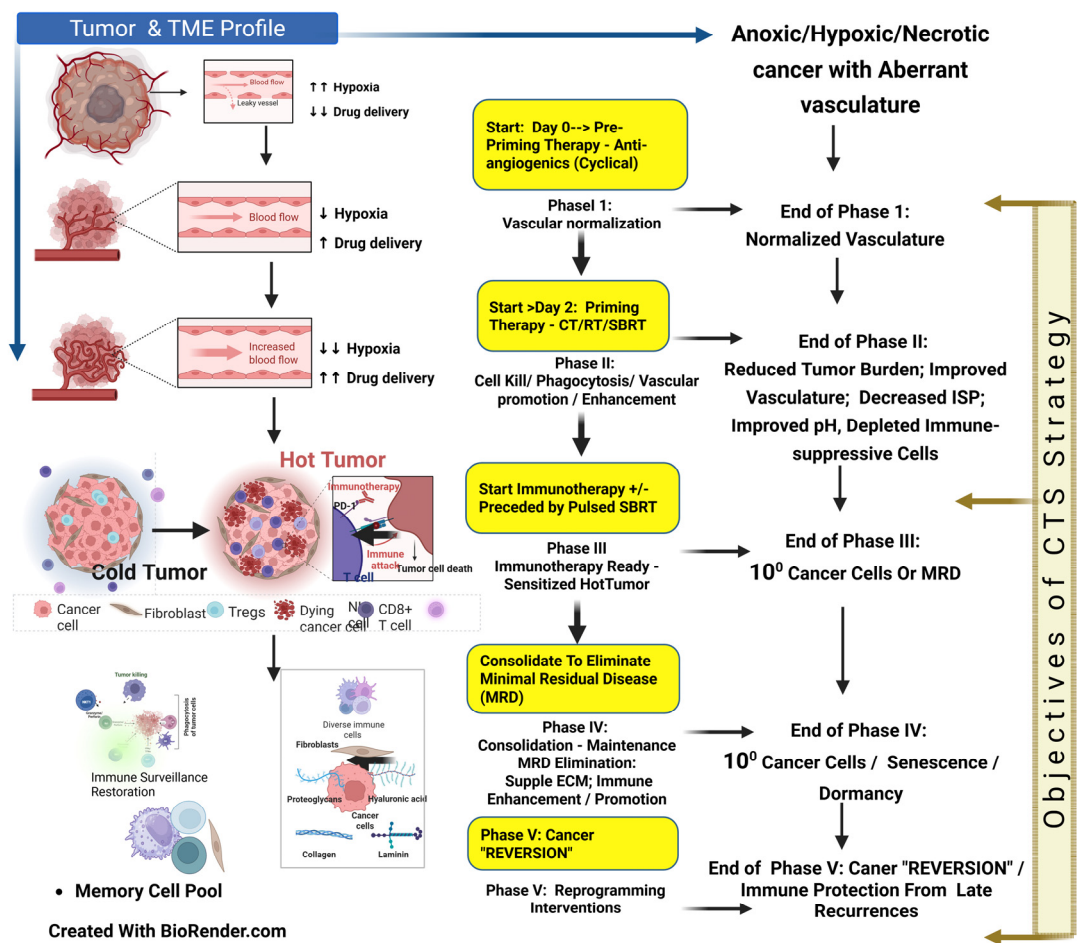 Tumor & TME Profile
Blood flow
Leaky vessel
↑↑ Hypoxia
↓↓ Drug delivery
Blood flow
↓ Hypoxia
↑ Drug delivery
Increased
blood flow
↓↓ Hypoxia
↑↑ Drug delivery
Hot Tumor
Cold Tumor
Immunotherapy
PD-1
Immune
attack
Tumor cell death
T cell
Cancer
cell
Fibroblast
Tregs
Dying
cancer cell
cell
CD8+
T cell
Tumor killing
Phagocytosis
of tumor cells
Immune Surveillance
Restoration
Diverse immune
cells
Fibroblasts
Proteoglycans
Hyaluronic acid
Cancer
cells
Collagen
Laminin
• Memory Cell Pool
Created With BioRender.com
Start: Day 0--> Pre-
Priming Therapy - Anti-
angiogenics (Cyclical)
PhaseI 1:
Vascular normalization
Start >Day 2: Priming
Therapy - CT/RT/SBRT
Phase II:
Cell Kill/ Phagocytosis/ Vascular
promotion / Enhancement
Start Immunotherapy +/-
Preceded by Pulsed SBRT
Phase III
Immunotherapy Ready -
Sensitized HotTumor
Consolidate To Eliminate
Minimal Residual Disease
(MRD)
Phase IV:
Consolidation - Maintenance
MRD Elimination:
Supple ECM; Immune
Enhancement / Promotion
Phase V: Cancer
"REVERSION"
Phase V: Reprogramming
Interventions
Anoxic/Hypoxic/Necrotic
cancer with Aberrant
vasculature
End of Phase 1:
Normalized Vasculature
End of Phase II:
Reduced Tumor Burden; Improved
Vasculature; Decreased ISP;
Improved pH, Depleted Immune-
suppressive Cells
End of Phase III:
10⁰ Cancer Cells Or MRD
End of Phase IV:
10⁰ Cancer Cells / Senescence /
Dormancy
End of Phase V: Caner "REVERSION" /
Immune Protection From Late
Recurrences
Objectives of CTS Strategy